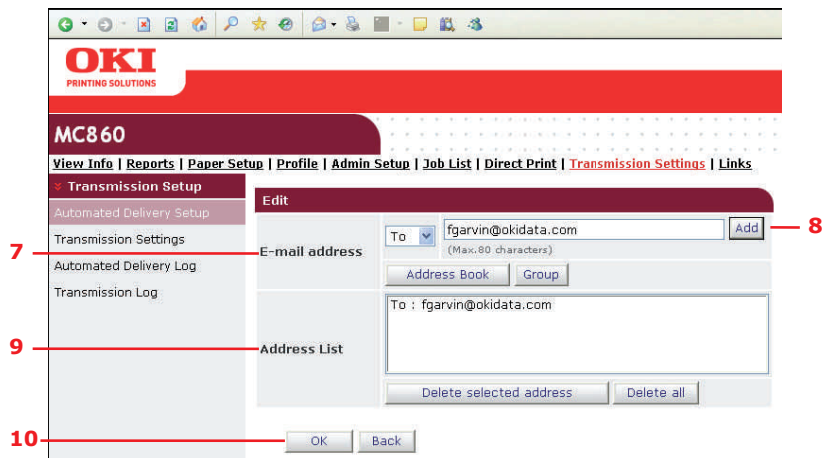 OKI
PRINTING SOLUTIONS
MC860
View Info | Reports | Paper Setup | Profile | Admin Setup | Job List | Direct Print | Transmission Settings | Links
Transmission Setup
Automated Delivery Setup
Transmission Settings
Automated Delivery Log
Transmission Log
Edit
7
E-mail address
To
fgarvin@okidata.com
Add
8
(Max.80 characters)
Address Book
Group
9
Address List
To : fgarvin@okidata.com
Delete selected address
Delete all
10
OK
Back